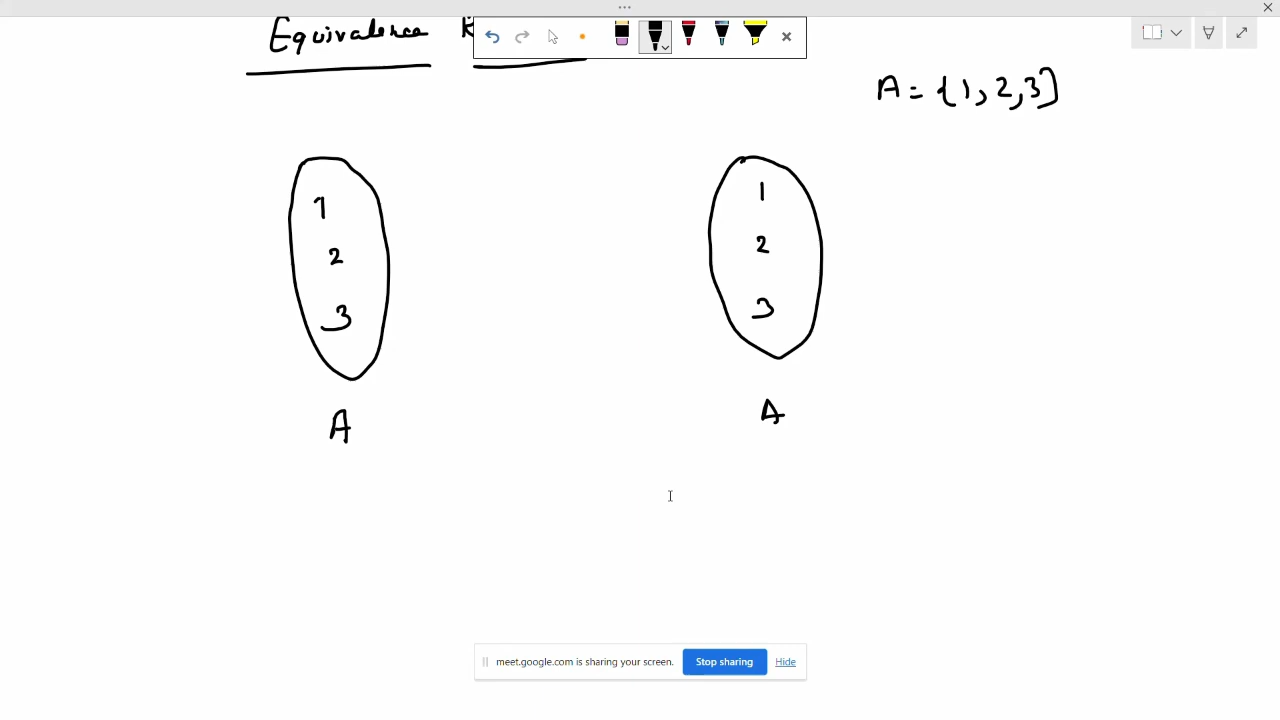 Equivalence
A = {1, 2, 3}
1
2
3
A
1
2
3
A
meet.google.com is sharing your screen. Stop sharing Hide